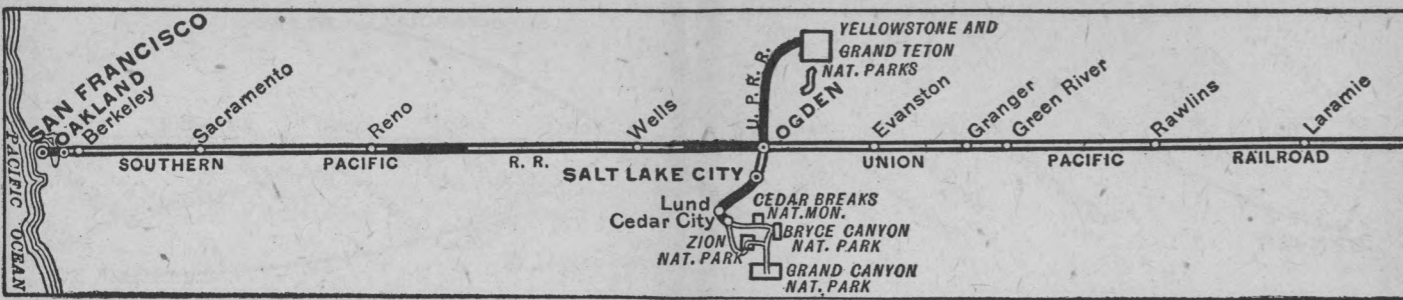 SAN FRANCISCO
OAKLAND
Berkeley
Sacramento
Reno
Wells
OGDEN
Evanston
Granger
Green River
Rawlins
Laramie
YELLOWSTONE AND
GRAND TETON
NAT. PARKS
U. P. R. R.
SOUTHERN PACIFIC R. R.
UNION PACIFIC RAILROAD
SALT LAKE CITY
Lund
Cedar City
CEDAR BREAKS
NAT. MON.
BRYCE CANYON
NAT. PARK
ZION
NAT. PARK
GRAND CANYON
NAT. PARK
PACIFIC OCEAN